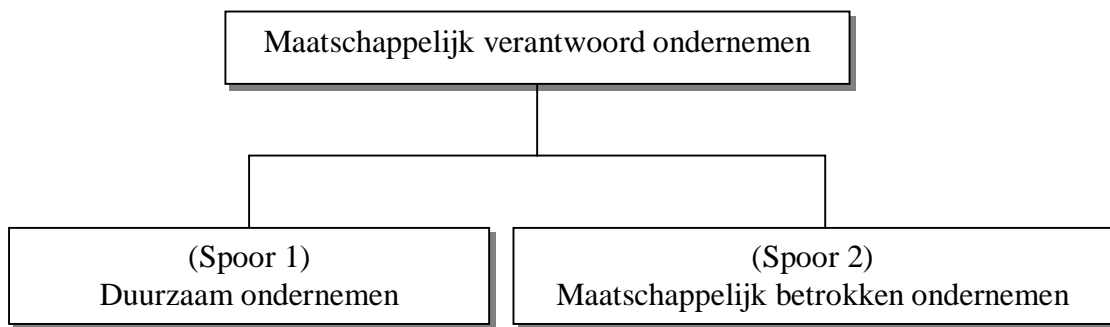 Maatschappelijk verantwoord ondernemen
(Spoor 1)
Duurzaam ondernemen
(Spoor 2)
Maatschappelijk betrokken ondernemen